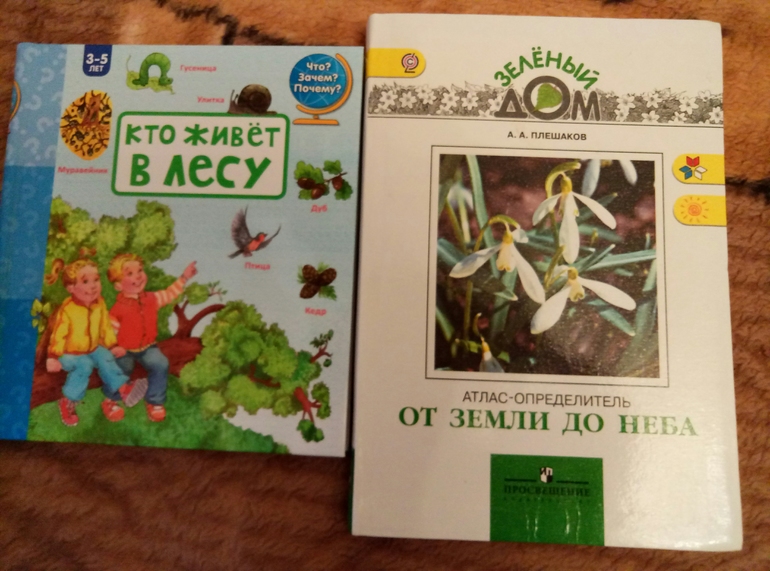 3-5
ЛЕТ
Гусеница
Что?
Зачем?
Почему?
Улитка
КТО ЖИВЁТ
В ЛЕСУ
Муравейник
Дуб
Птица
Кедр
ЗЕЛЁНЫЙ
ДОМ
А. А. ПЛЕШАКОВ
АТЛАС-ОПРЕДЕЛИТЕЛЬ
ОТ ЗЕМЛИ ДО НЕБА
ПРОСВЕЩЕНИЕ
ИЗДАТЕЛЬСТВО